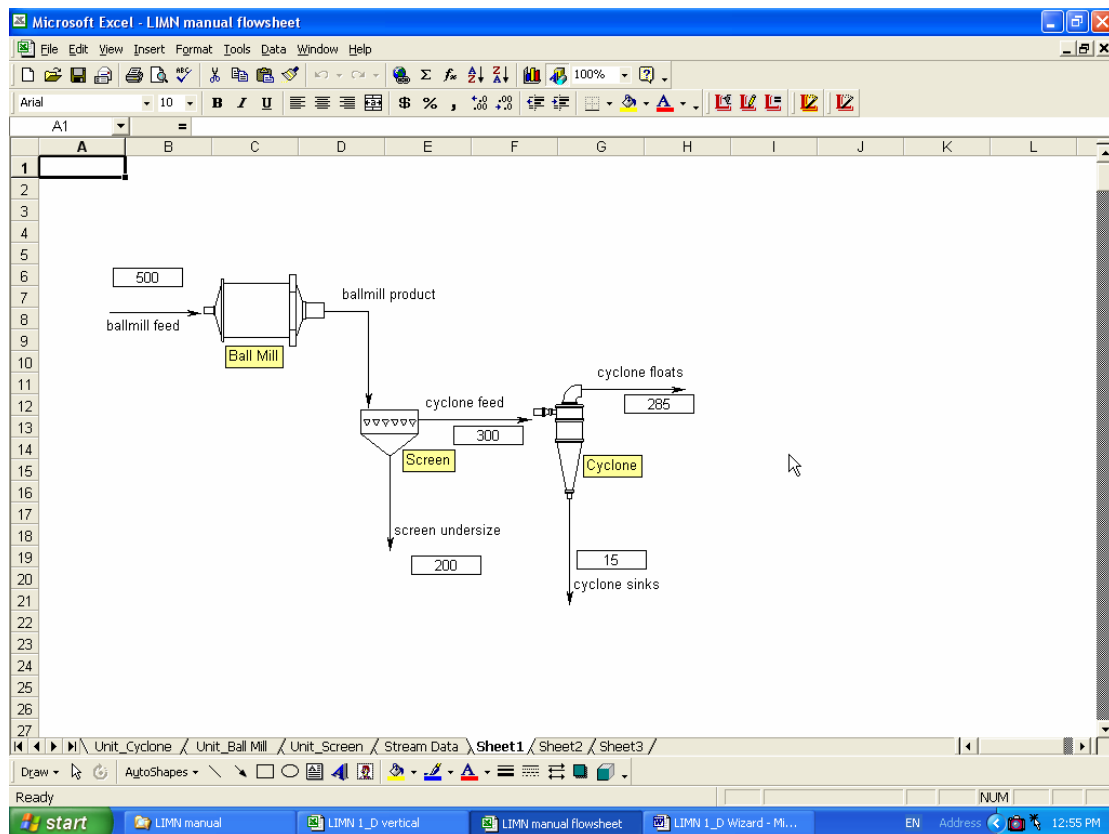 Microsoft Excel - LIMN manual flowsheet
File Edit View Insert Format Tools Data Window Help
100%
Arial 10 B I U $ % ,
A1 =
A B C D E F G H I J K L
1
2
3
4
5
6
7
8
9
10
11
12
13
14
15
16
17
18
19
20
21
22
23
24
25
26
27
500
ballmill product
ballmill feed
Ball Mill
cyclone floats
cyclone feed
285
300
Screen
Cyclone
screen undersize
15
200
cyclone sinks
Unit_Cyclone Unit_Ball Mill Unit_Screen Stream Data Sheet1 Sheet2 Sheet3
Draw AutoShapes
Ready NUM
start LIMN manual LIMN 1_D vertical LIMN manual flowsheet LIMN 1_D Wizard - Mi... EN Address 12:55 PM